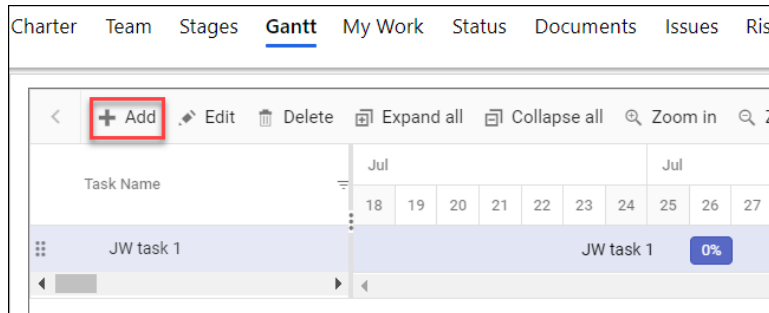 Charter Team Stages Gantt My Work Status Documents Issues
Add Edit Delete Expand all Collapse all Zoom in
Jul Jul
Task Name
18 19 20 21 22 23 24 25 26 27
JW task 1 JW task 1 0%